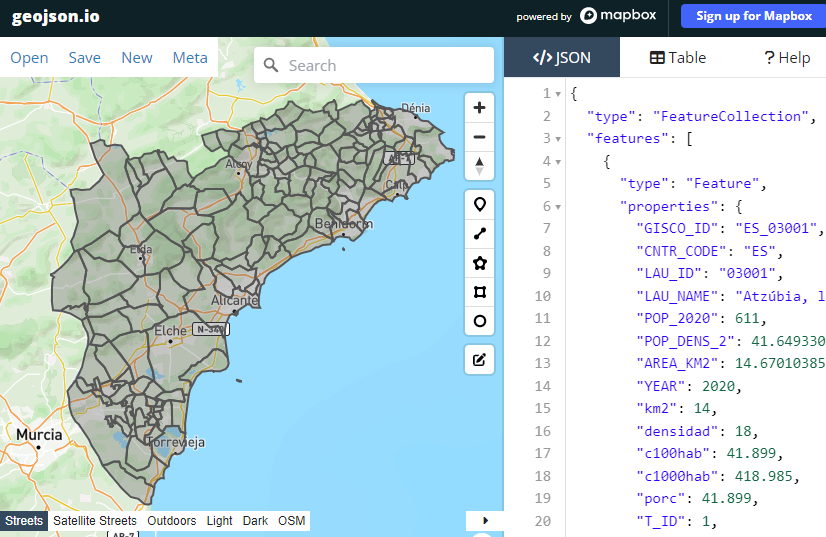 geojson.io
powered by mapbox
Sign up for Mapbox
Open Save New Meta
Search
</>JSON
Table
? Help
Dénia
Alcoy
AP-7
Calp
Benidorm
Elda
Alicante
Elche
N-340
Murcia
Torrevieja
Streets Satellite Streets Outdoors Light Dark OSM
AP-7
1 {
2 "type": "FeatureCollection",
3 "features": [
4 {
5 "type": "Feature",
6 "properties": {
7 "GISCO_ID": "ES_03001",
8 "CNTR_CODE": "ES",
9 "LAU_ID": "03001",
10 "LAU_NAME": "Atzúbia, l
11 "POP_2020": 611,
12 "POP_DENS_2": 41.649330
13 "AREA_KM2": 14.67010385
14 "YEAR": 2020,
15 "km2": 14,
16 "densidad": 18,
17 "c100hab": 41.899,
18 "c1000hab": 418.985,
19 "porc": 41.899,
20 "T_ID": 1,